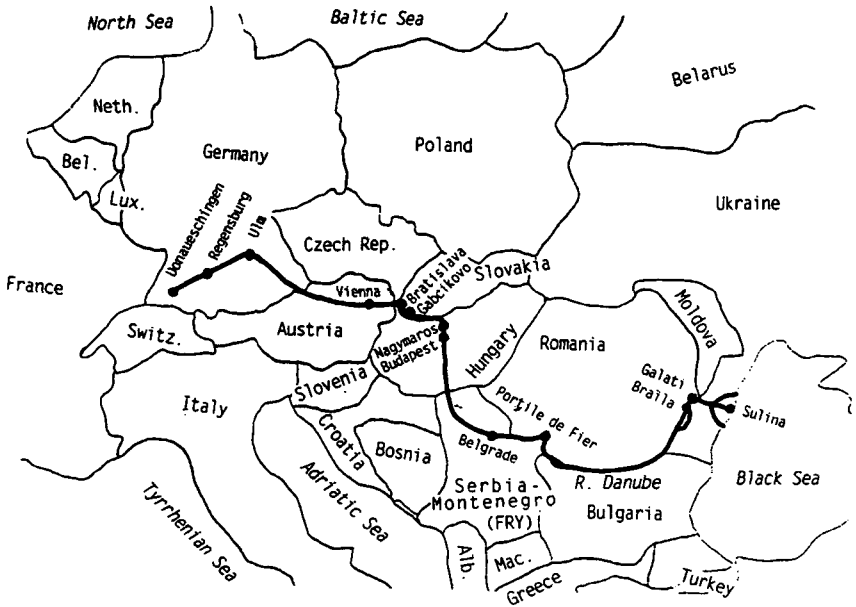 North Sea
Baltic Sea
Belarus
Neth.
Germany
Poland
Bel.
Lux.
Ukraine
Donaueschingen
Regensburg
Ulm
Czech Rep.
Slovakia
France
Vienna
Bratislava
Gabcikovo
Moldova
Switz.
Austria
Nagymaros
Budapest
Hungary
Romania
Slovenia
Galati
Braila
Sulina
Italy
Croatia
Porţile de Fier
Bosnia
Belgrade
Adriatic Sea
Serbia-
Montenegro
(FRY)
R. Danube
Bulgaria
Black Sea
Tyrrhenian Sea
Alb.
Mac.
Greece
Turkey